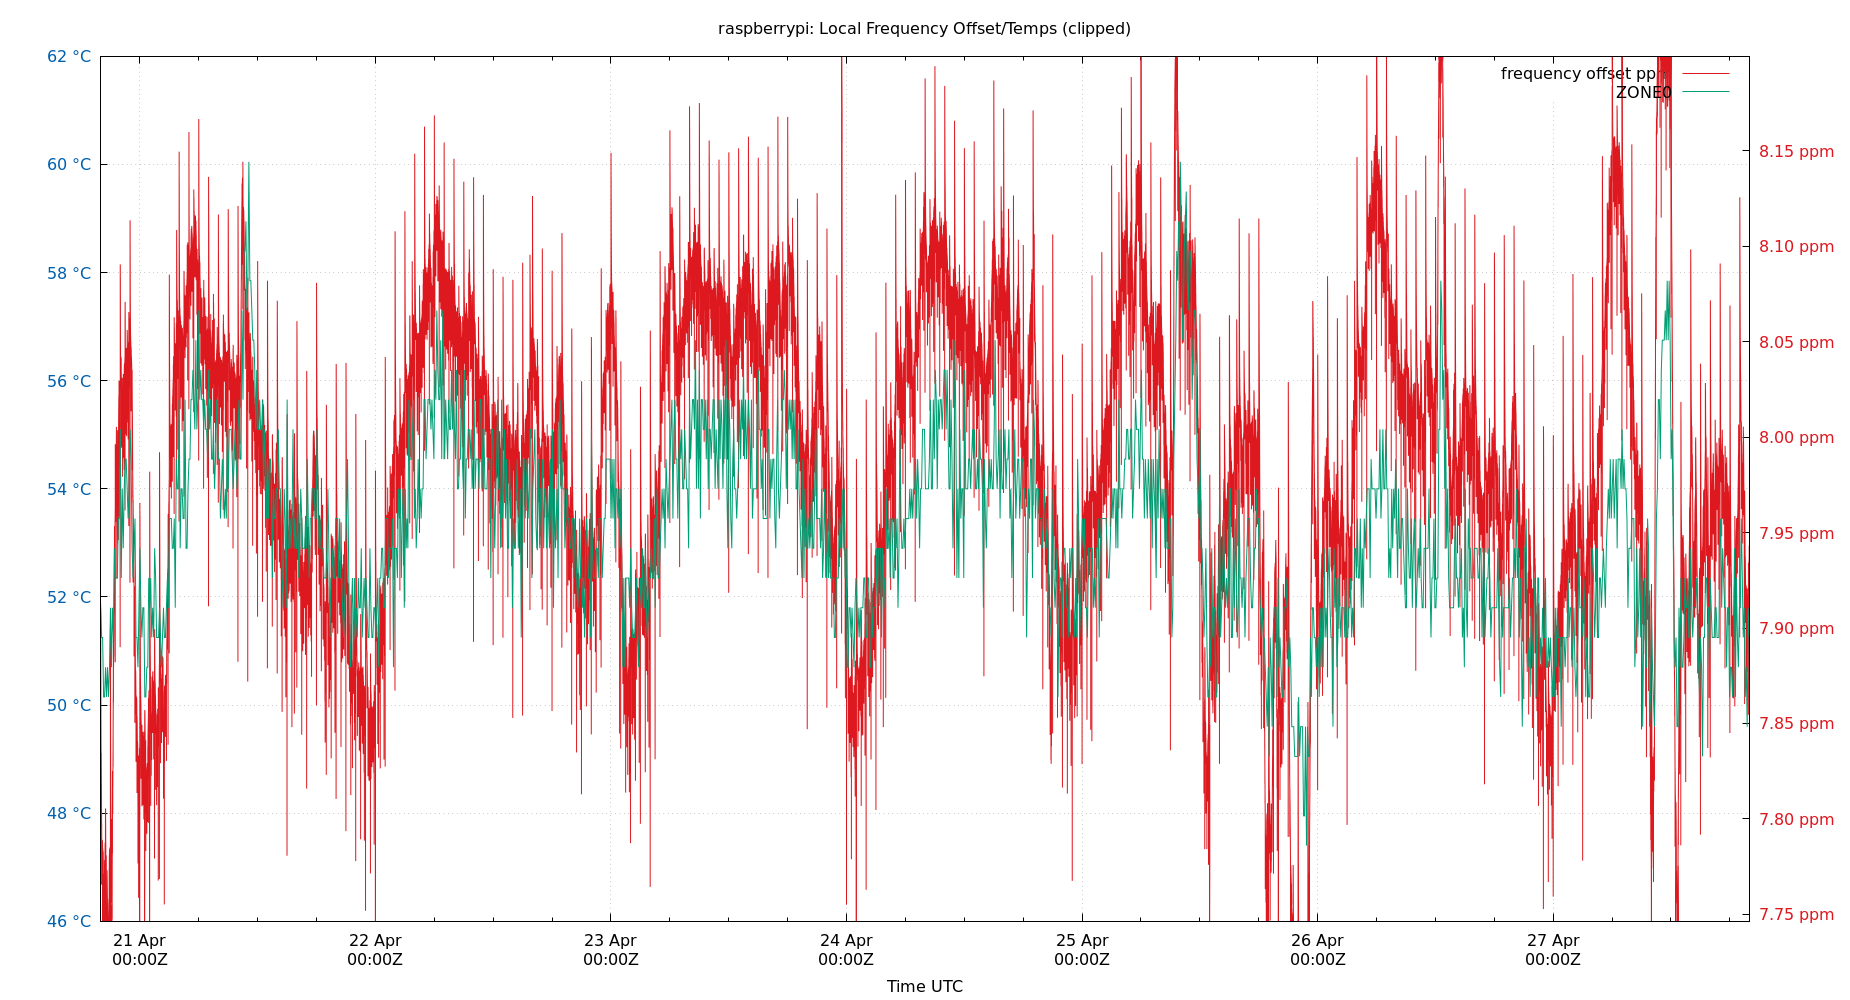 raspberrypi: Local Frequency Offset/Temps (clipped)
62 °C
60 °C
58 °C
56 °C
54 °C
52 °C
50 °C
48 °C
46 °C
frequency offset ppm
ZONE0
8.15 ppm
8.10 ppm
8.05 ppm
8.00 ppm
7.95 ppm
7.90 ppm
7.85 ppm
7.80 ppm
7.75 ppm
21 Apr
00:00Z
22 Apr
00:00Z
23 Apr
00:00Z
24 Apr
00:00Z
25 Apr
00:00Z
26 Apr
00:00Z
27 Apr
00:00Z
Time UTC